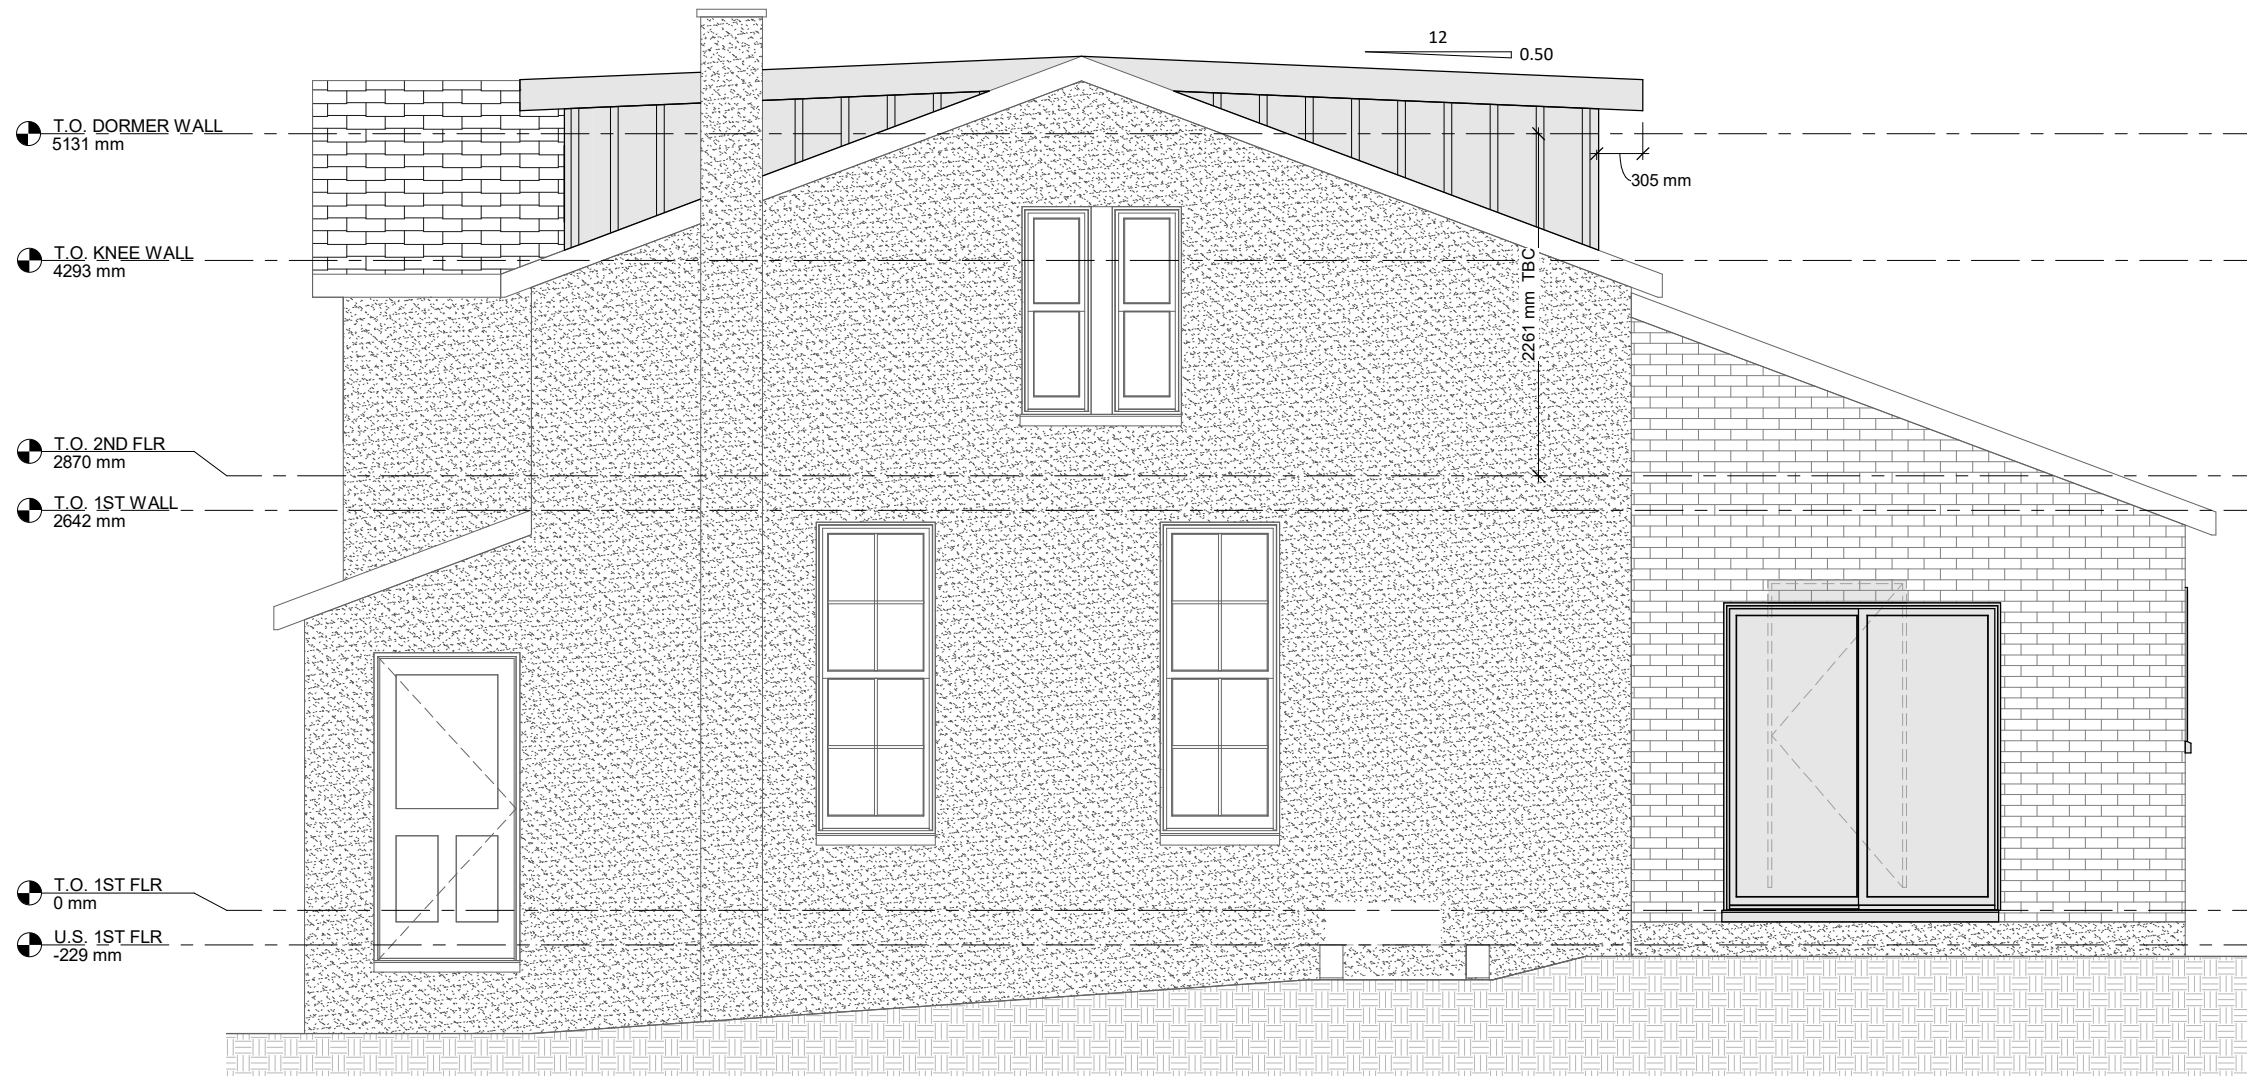 12
0.50
T.O. DORMER WALL
5131 mm
305 mm
T.O. KNEE WALL
4293 mm
2261 mm TBC
T.O. 2ND FLR
2870 mm
T.O. 1ST WALL
2642 mm
T.O. 1ST FLR
0 mm
U.S. 1ST FLR
-229 mm